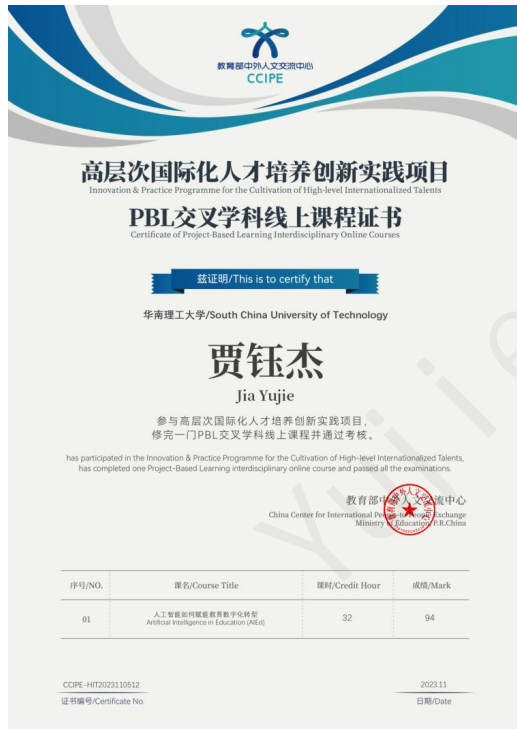 教育部中外人文交流中心
CCIPE
高层次国际化人才培养创新实践项目
Innovation & Practice Programme for the Cultivation of High-level Internationalized Talents
PBL交叉学科线上课程证书
Certificate of Project-Based Learning Interdisciplinary Online Courses
兹证明/This is to certify that
华南理工大学/South China University of Technology
贾钰杰
Jia Yujie
参与高层次国际化人才培养创新实践项目,
修完一门PBL交叉学科线上课程并通过考核。
has participated in the Innovation & Practice Programme for the Cultivation of High-level Internationalized Talents,
has completed one Project-Based Learning interdisciplinary online course and passed all the examinations.
教育部中外人文交流中心
China Center for International People-to-People Exchange
Ministry of Education, P.R.China
序号/NO. 课名/Course Title 课时/Credit Hour 成绩/Mark
01 人工智能如何赋能教育数字化转型 32 94
Artificial Intelligence in Education (AIEd)
CCIPE-HIT2023110512 2023.11
证书编号/Certificate No. 日期/Date
Yujie